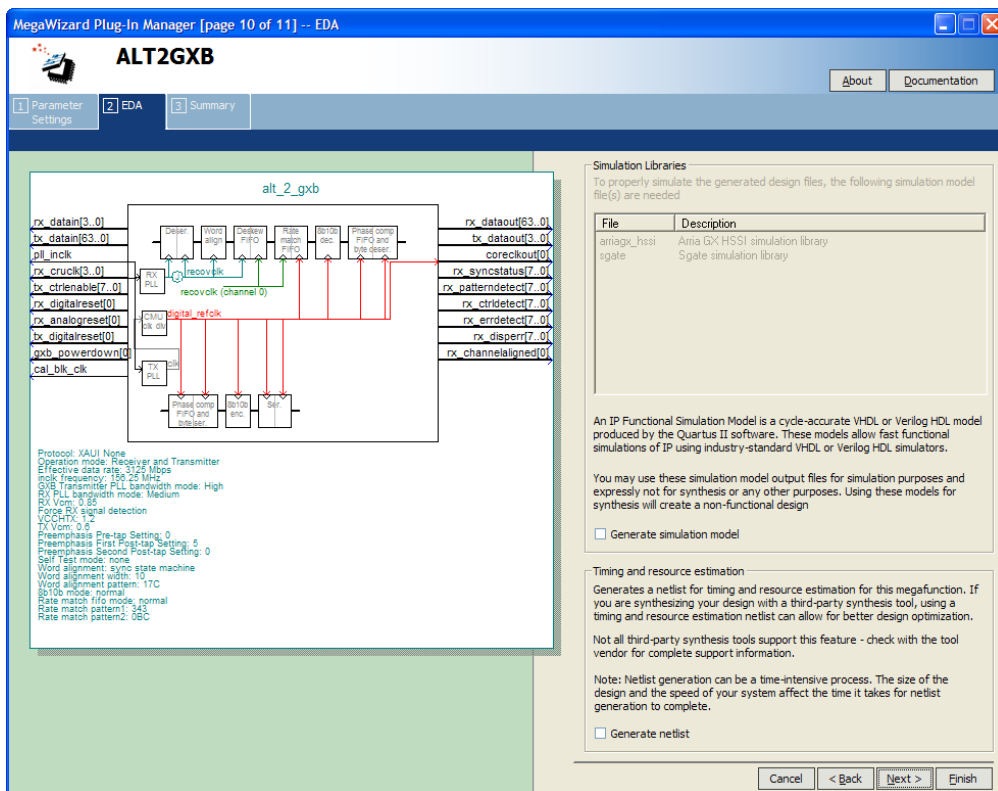 MegaWizard Plug-In Manager [page 10 of 11] -- EDA
ALT2GXB
About
Documentation
1 Parameter Settings
2 EDA
3 Summary
alt_2_gxb
rx_datain[3..0]
tx_datain[63..0]
pll_inclk
rx_cruclk[3..0]
tx_ctrlenable[7..0]
rx_digitalreset[0]
rx_analogreset[0]
tx_digitalreset[0]
gxb_powerdown[0]
cal_blk_clk
Deser.
Word
align
Deskew
FIFO
Rate
match
FIFO
8b10b
dec.
Phase comp
FIFO and
byte deser.
RX
PLL
2
recovclk
recovclk (channel 0)
CMU
clk div
digital_refclk
TX
PLL
clk
Phase comp
FIFO and
byte ser.
8b10b
enc.
Ser.
rx_dataout[63..0]
tx_dataout[3..0]
coreclkout[0]
rx_syncstatus[7..0]
rx_patterndetect[7..0]
rx_ctrldetect[7..0]
rx_errdetect[7..0]
rx_disperr[7..0]
rx_channelaligned[0]
Protocol: XAUI None
Operation mode: Receiver and Transmitter
Effective data rate: 3125 Mbps
inclk frequency: 156.25 MHz
GXB Transmitter PLL bandwidth mode: High
RX PLL bandwidth mode: Medium
RX Vcm: 0.85
Force RX signal detection
VCCHTX: 1.2
TX Vcm: 0.6
Preemphasis Pre-tap Setting: 0
Preemphasis First Post-tap Setting: 5
Preemphasis Second Post-tap Setting: 0
Self Test mode: none
Word alignment: sync state machine
Word alignment width: 10
Word alignment pattern: 17C
8b10b mode: normal
Rate match fifo mode: normal
Rate match pattern1: 343
Rate match pattern2: 0BC
Simulation Libraries
To properly simulate the generated design files, the following simulation model
file(s) are needed
File Description
arriagx_hssi Arria GX HSSI simulation library
sgate Sgate simulation library
An IP Functional Simulation Model is a cycle-accurate VHDL or Verilog HDL model
produced by the Quartus II software. These models allow fast functional
simulations of IP using industry-standard VHDL or Verilog HDL simulators.
You may use these simulation model output files for simulation purposes and
expressly not for synthesis or any other purposes. Using these models for
synthesis will create a non-functional design
Generate simulation model
Timing and resource estimation
Generates a netlist for timing and resource estimation for this megafunction. If
you are synthesizing your design with a third-party synthesis tool, using a
timing and resource estimation netlist can allow for better design optimization.
Not all third-party synthesis tools support this feature - check with the tool
vendor for complete support information.
Note: Netlist generation can be a time-intensive process. The size of the
design and the speed of your system affect the time it takes for netlist
generation to complete.
Generate netlist
Cancel
< Back
Next >
Finish